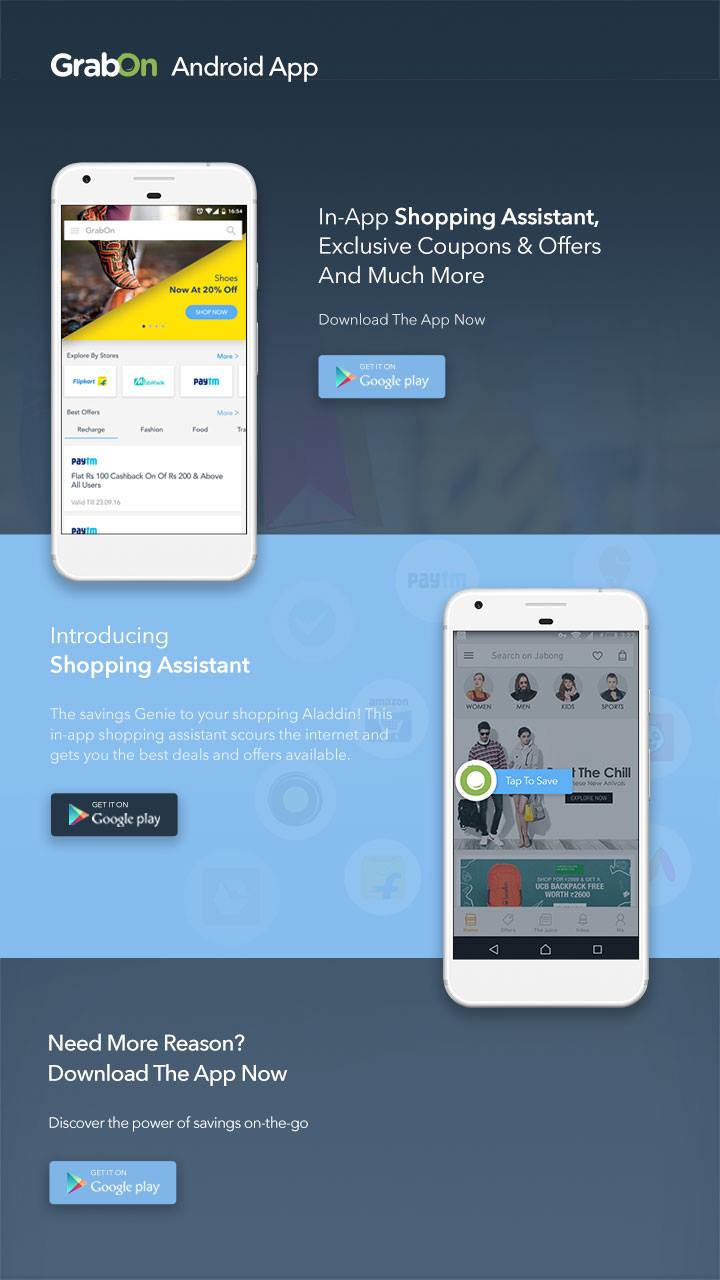 GrabOn Android App
16:54
GrabOn
Shoes
Now At 20% Off
SHOP NOW
Explore By Stores
More >
Flipkart
MobiKwik
Paytm
Best Offers
More >
Recharge
Fashion
Food
Tra
Paytm
Flat Rs 100 Cashback On Of Rs 200 & Above
All Users
Valid Till 23.09.16
Paytm
In-App Shopping Assistant,
Exclusive Coupons & Offers
And Much More
Download The App Now
GET IT ON
Google play
Paytm
Introducing
Shopping Assistant
The savings Genie to your shopping Aladdin! This
in-app shopping assistant scours the internet and
gets you the best deals and offers available.
amazon
GET IT ON
Google play
Search on Jabong
WOMEN
MEN
KIDS
SPORTS
t The Chill
Tap To Save
hese New Arrivals
EXPLORE NOW
SHOP FOR ₹2999 & GET A
UCB BACKPACK FREE
WORTH ₹2600
Home
Offers
The Juice
Inbox
Me
Need More Reason?
Download The App Now
Discover the power of savings on-the-go
GET IT ON
Google play